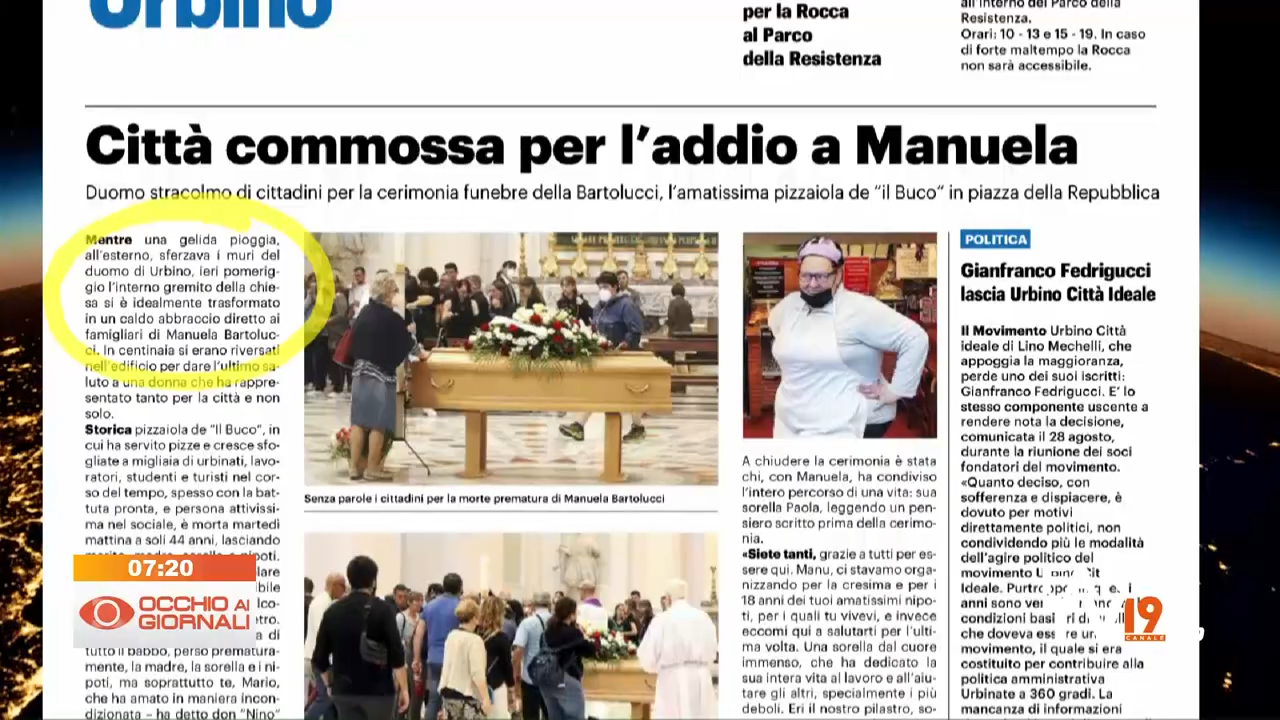 Urbino
per la Rocca
al Parco
della Resistenza
all'interno del Parco della
Resistenza.
Orari: 10 - 13 e 15 - 19. In caso
di forte maltempo la Rocca
non sarà accessibile.
Città commossa per l'addio a Manuela
Duomo stracolmo di cittadini per la cerimonia funebre della Bartolucci, l'amatissima pizzaiola de "il Buco" in piazza della Repubblica
Mentre una gelida pioggia,
all'esterno, sferzava i muri del
duomo di Urbino, ieri pomerig-
gio l'interno gremito della chie-
sa si è idealmente trasformato
in un caldo abbraccio diretto ai
famigliari di Manuela Bartoluc-
ci. In centinaia si erano riversati
nell'edificio per dare l'ultimo sa-
luto a una donna che ha rappre-
sentato tanto per la città e non
solo.
Storica pizzaiola de "Il Buco", in
cui ha servito pizze e cresce sfo-
gliate a migliaia di urbinati, lavo-
ratori, studenti e turisti nel cor-
so del tempo, spesso con la bat-
tuta pronta, e persona attivissi-
ma nel sociale, è morta martedì
mattina a soli 44 anni, lasciando
tutto il babbo, perso prematura-
mente, la madre, la sorella e i ni-
poti, ma soprattutto te, Mario,
che ha amato in maniera incon-
dizionata – ha detto don "Nino"
Senza parole i cittadini per la morte prematura di Manuela Bartolucci
A chiudere la cerimonia è stata
chi, con Manuela, ha condiviso
l'intero percorso di una vita: sua
sorella Paola, leggendo un pen-
siero scritto prima della cerimo-
nia.
«Siete tanti, grazie a tutti per es-
sere qui. Manu, ci stavamo orga-
nizzando per la cresima e per i
18 anni dei tuoi amatissimi nipo-
ti, per i quali tu vivevi, e invece
eccomi qui a salutarti per l'ulti-
ma volta. Una sorella dal cuore
immenso, che ha dedicato la
sua intera vita al lavoro e all'aiu-
tare gli altri, specialmente i più
deboli. Eri il nostro pilastro, so-
POLITICA
Gianfranco Fedrigucci
lascia Urbino Città Ideale
Il Movimento Urbino Città
ideale di Lino Mechelli, che
appoggia la maggioranza,
perde uno dei suoi iscritti:
Gianfranco Fedrigucci. E' lo
stesso componente uscente a
rendere nota la decisione,
comunicata il 28 agosto,
durante la riunione dei soci
fondatori del movimento.
«Quanto deciso, con
sofferenza e dispiacere, è
dovuto per motivi
direttamente politici, non
condividendo più le modalità
dell'agire politico del
movimento
Ideale.
anni sono
condizioni
che doveva
movimento, il quale si era
costituito per contribuire alla
politica amministrativa
Urbinate a 360 gradi. La
mancanza di informazioni
07:20
OCCHIO AI
GIORNALI
19
CANALE